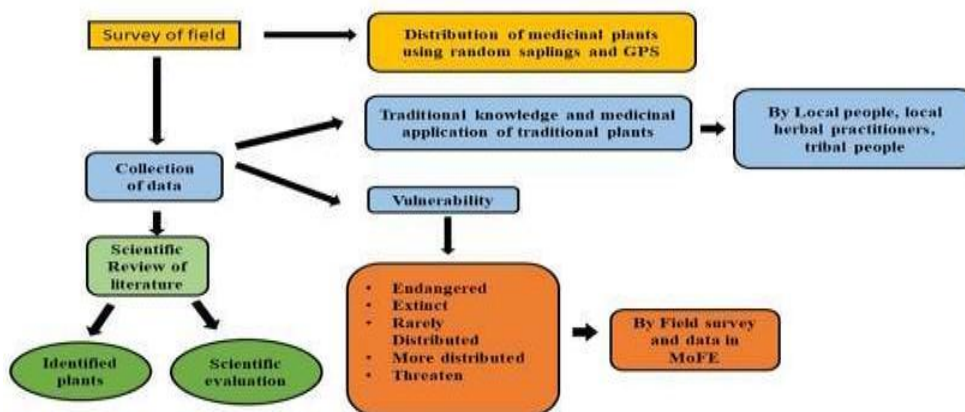 Survey of field
Distribution of medicinal plants
using random saplings and GPS
Traditional knowledge and medicinal
application of traditional plants
By Local people, local
herbal practitioners,
tribal people
Collection
of data
Vulnerability
Scientific
Review of
literature
• Endangered
• Extinct
• Rarely
Distributed
• More distributed
• Threaten
By Field survey
and data in
MoFE
Identified
plants
Scientific
evaluation